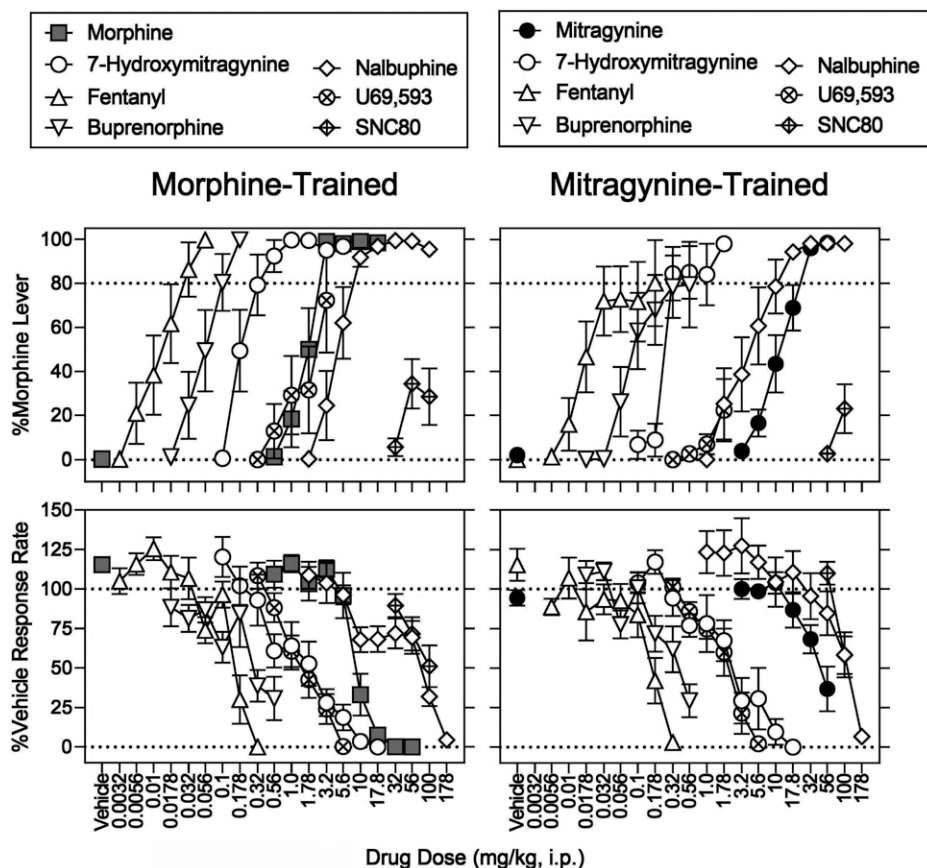 Morphine
7-Hydroxymitragynine
Fentanyl
Buprenorphine
Nalbuphine
U69,593
SNC80
Mitragynine
7-Hydroxymitragynine
Fentanyl
Buprenorphine
Nalbuphine
U69,593
SNC80
Morphine-Trained
Mitragynine-Trained
%Morphine Lever
100
80
60
40
20
0
%Vehicle Response Rate
150
125
100
75
50
25
0
Vehicle
0.0032
0.0056
0.01
0.0178
0.032
0.056
0.1
0.178
0.32
0.56
1.0
1.78
3.2
5.6
10
17.8
32
56
100
178
Vehicle
0.0032
0.0056
0.01
0.0178
0.032
0.056
0.1
0.178
0.32
0.56
1.0
1.78
3.2
5.6
10
17.8
32
56
100
178
Drug Dose (mg/kg, i.p.)